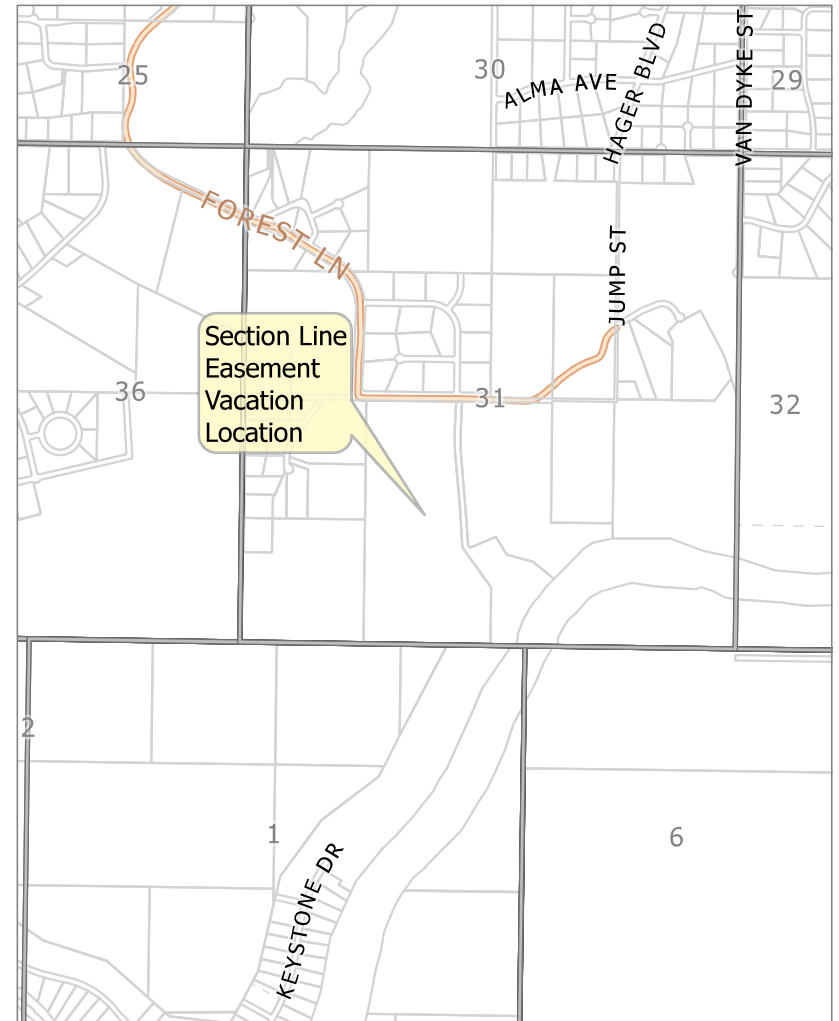 25
30
29
ALMA AVE
HAGER BLVD
VAN DYKE ST
FOREST LN
JUMP ST
Section Line
Easement
Vacation
Location
36
31
32
2
1
6
KEYSTONE DR